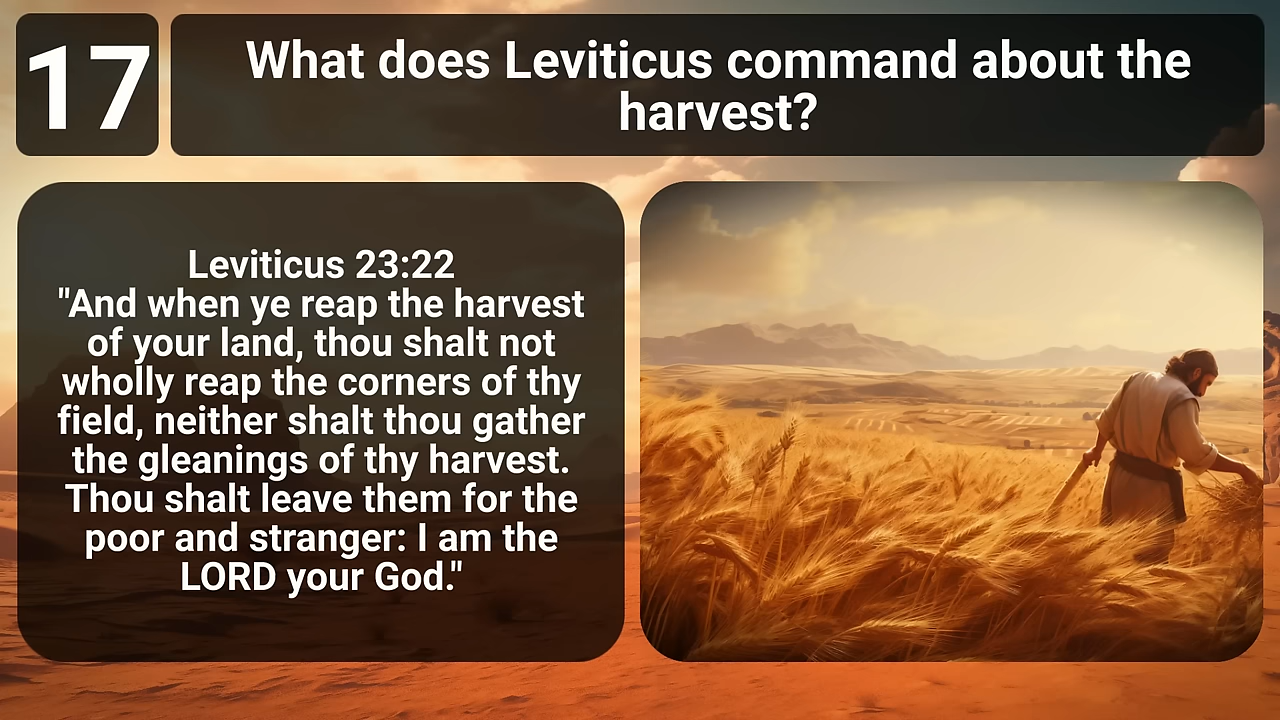 17
What does Leviticus command about the
harvest?
Leviticus 23:22
"And when ye reap the harvest
of your land, thou shalt not
wholly reap the corners of thy
field, neither shalt thou gather
the gleanings of thy harvest.
Thou shalt leave them for the
poor and stranger: I am the
LORD your God."